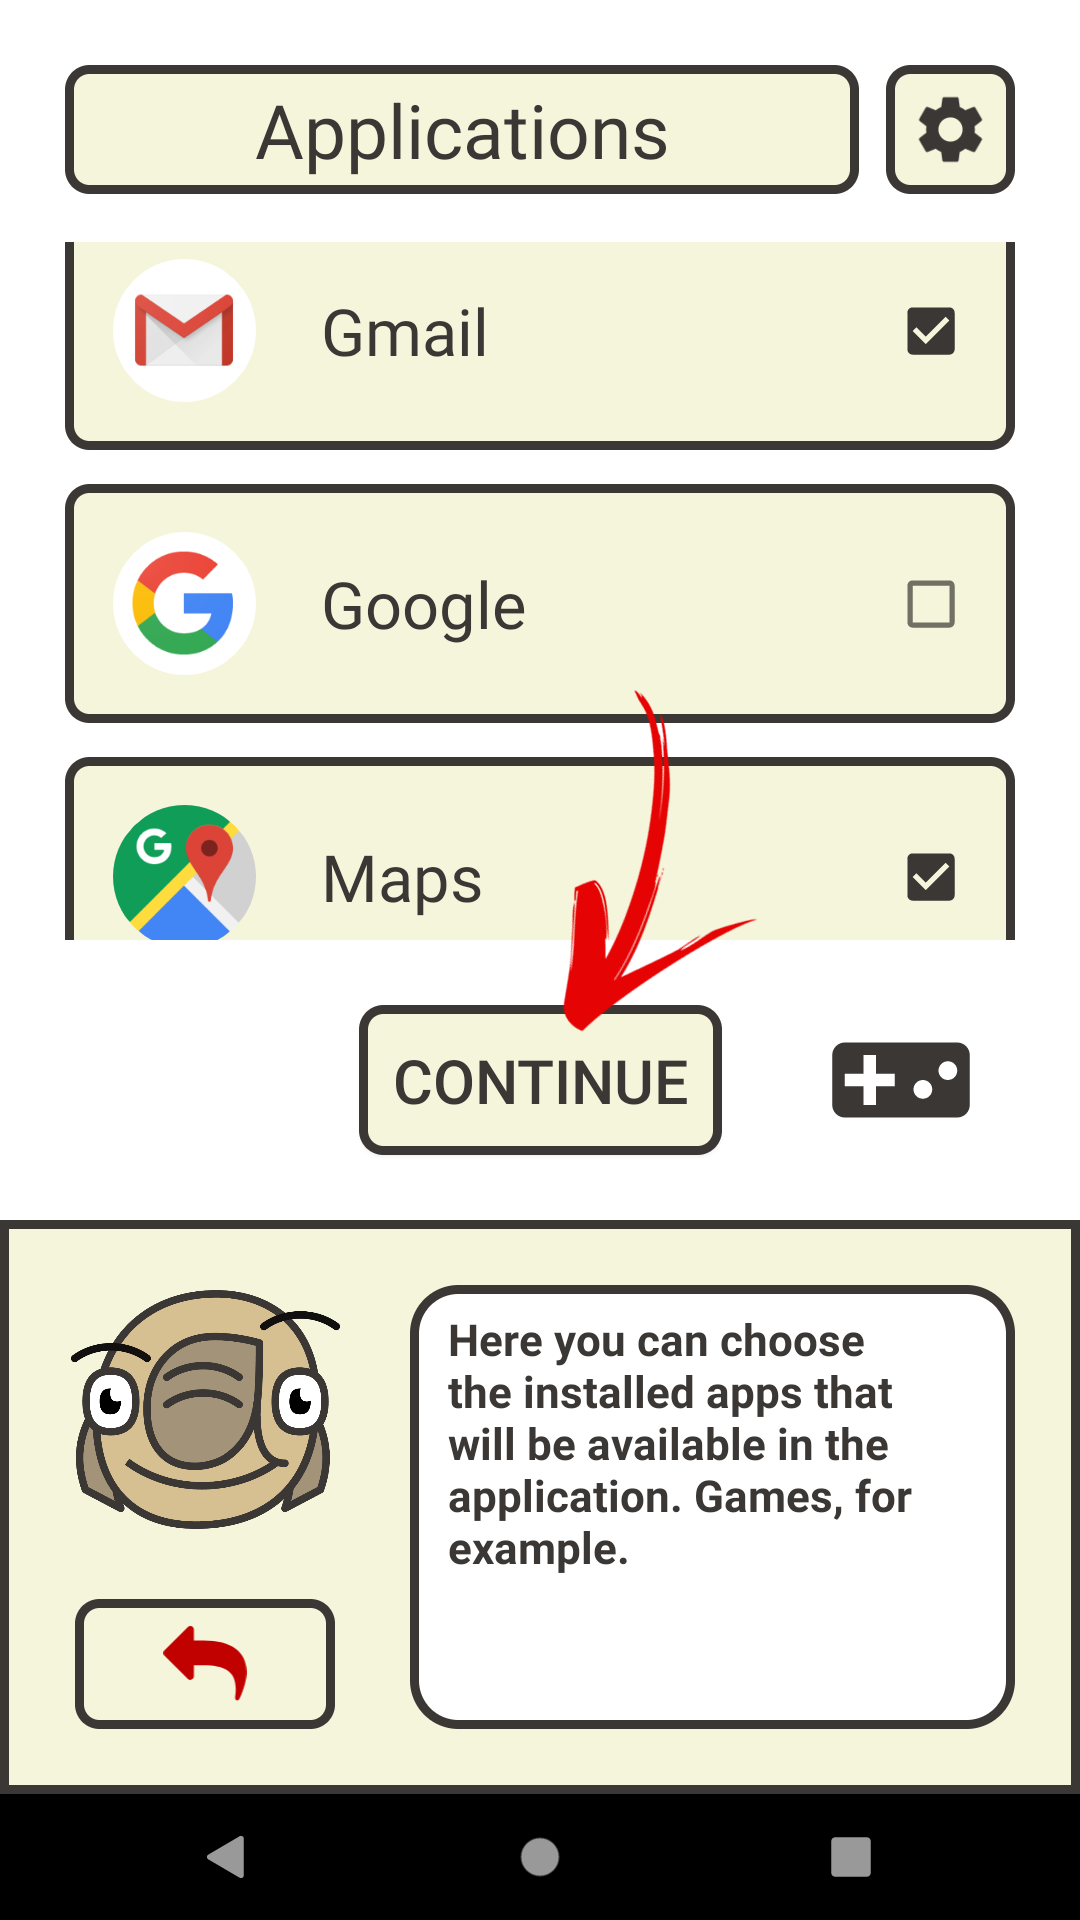 Applications
Gmail
Google
Maps
CONTINUE
Here you can choose
the installed apps that
will be available in the
application. Games, for
example.